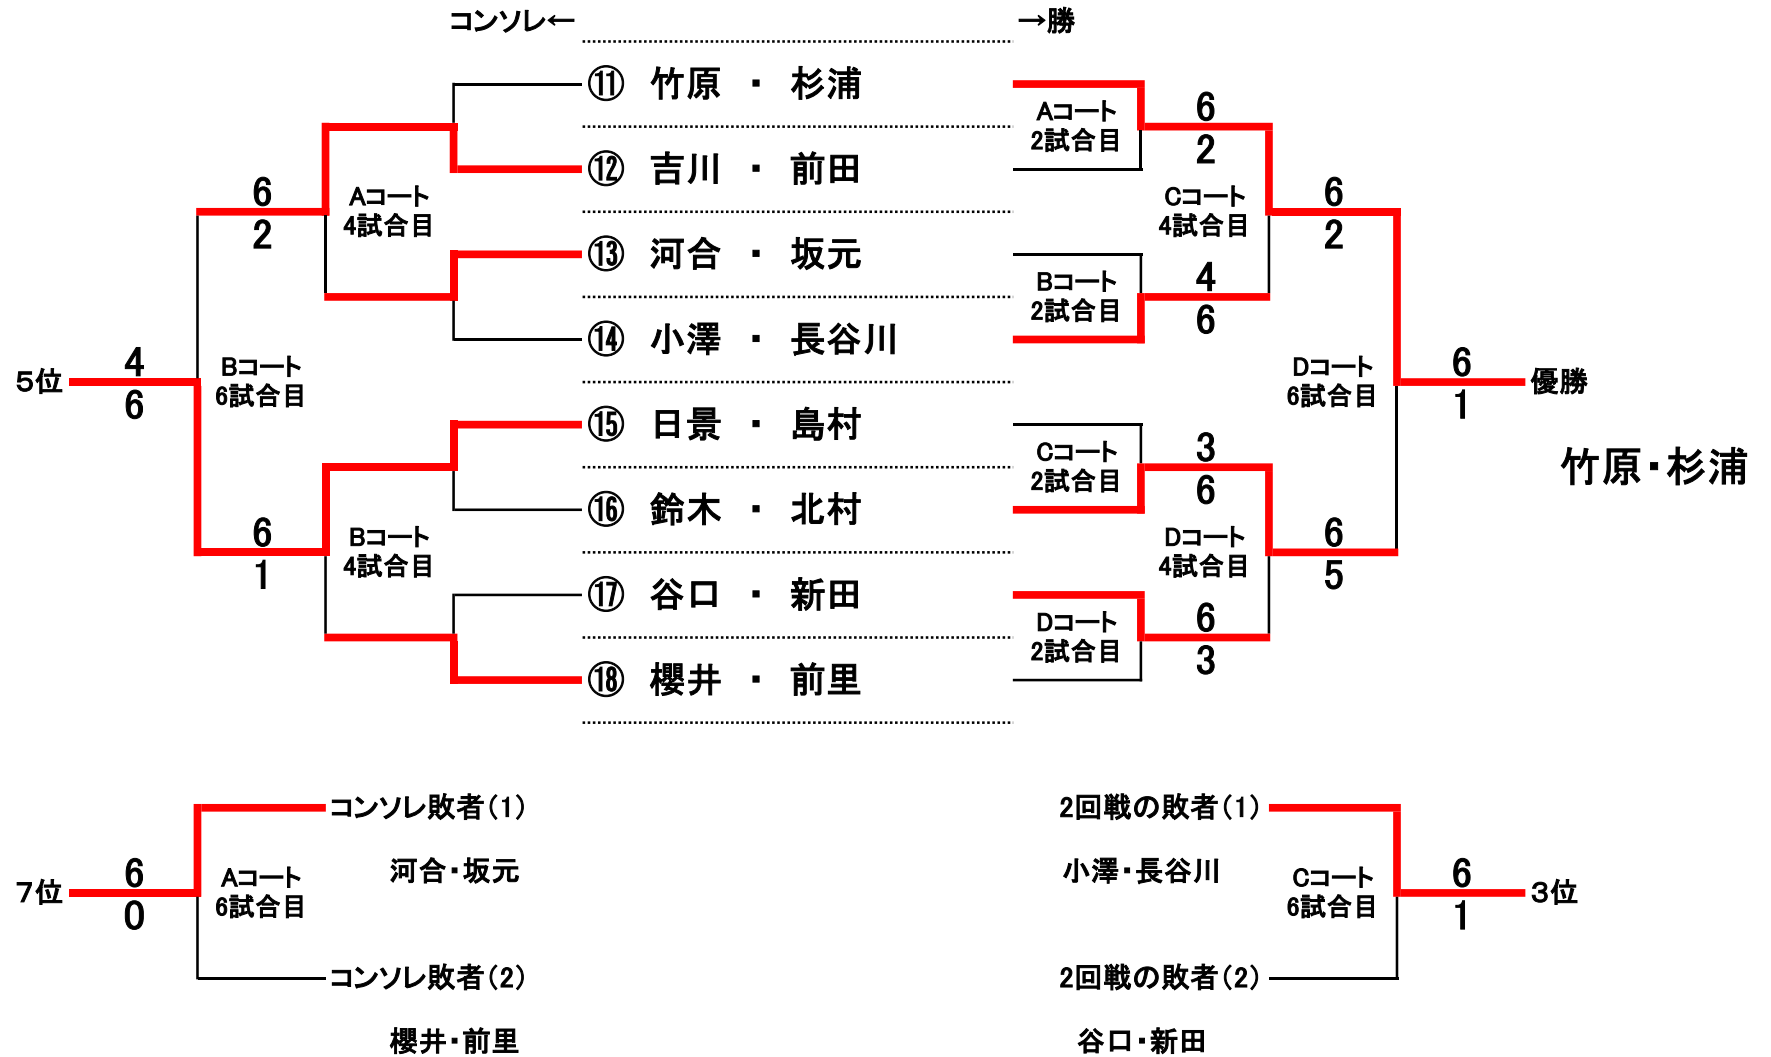 コンソレ← →勝
⑪ 竹原 ・ 杉浦
Aコート
2試合目
6
2
⑫ 吉川 ・ 前田
6
2
Aコート
4試合目
Cコート
4試合目
6
2
⑬ 河合 ・ 坂元
Bコート
2試合目
4
6
⑭ 小澤 ・ 長谷川
5位
4
6
Bコート
6試合目
Dコート
6試合目
6
1
優勝
竹原・杉浦
⑮ 日景 ・ 島村
Cコート
2試合目
3
6
⑯ 鈴木 ・ 北村
6
1
Bコート
4試合目
Dコート
4試合目
6
5
⑰ 谷口 ・ 新田
Dコート
2試合目
6
3
⑱ 櫻井 ・ 前里
コンソレ敗者(1)
河合・坂元
7位
6
0
Aコート
6試合目
コンソレ敗者(2)
櫻井・前里
2回戦の敗者(1)
小澤・長谷川
Cコート
6試合目
6
1
3位
2回戦の敗者(2)
谷口・新田